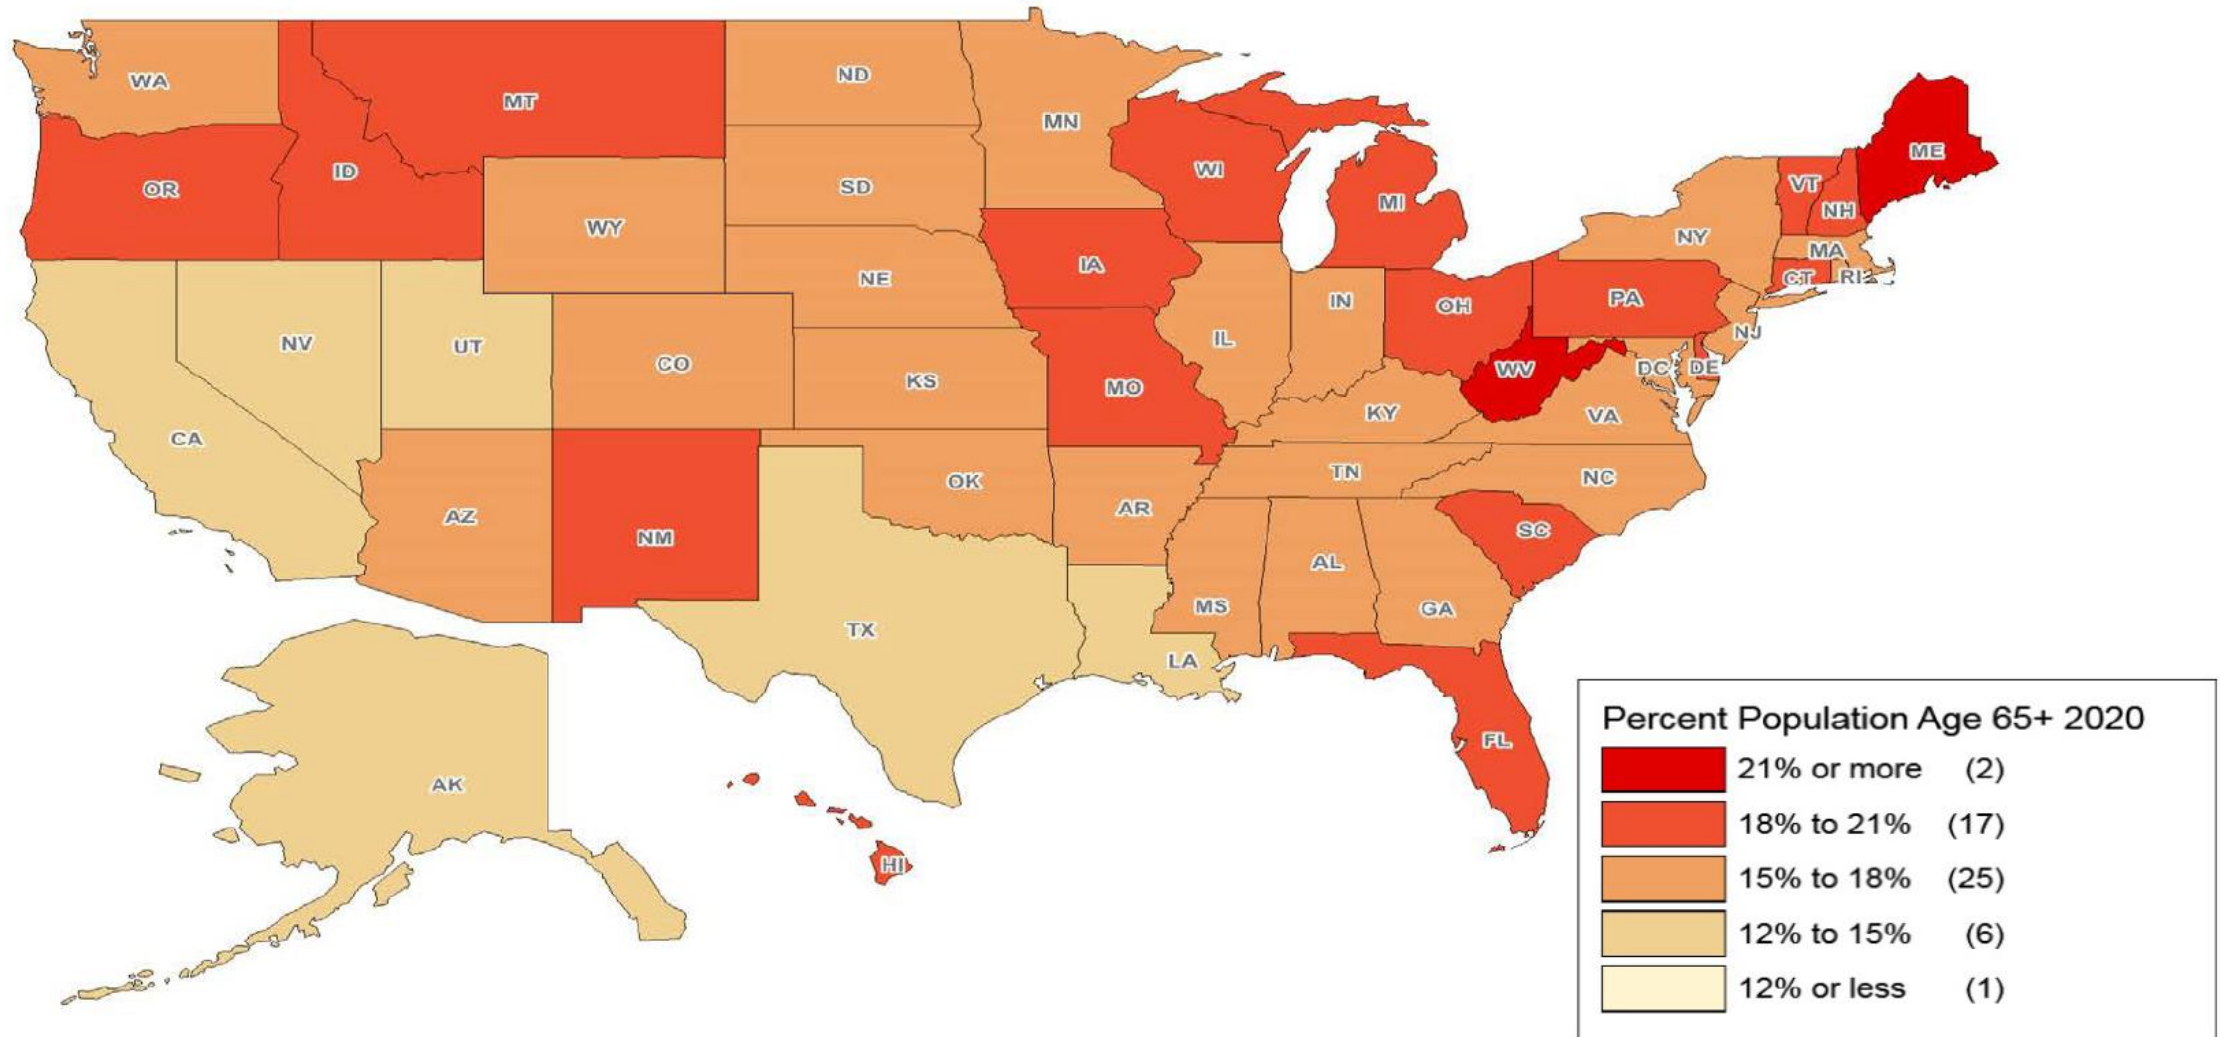 WA
MT
ND
MN
ME
OR
ID
WY
SD
WI
MI
VT
NH
NY
MA
CT
RI
NE
IA
IL
IN
OH
PA
NJ
NV
UT
CO
KS
MO
WV
DC
DE
KY
VA
CA
AZ
NM
OK
AR
TN
NC
SC
TX
LA
MS
AL
GA
FL
AK
HI
Percent Population Age 65+ 2020
21% or more (2)
18% to 21% (17)
15% to 18% (25)
12% to 15% (6)
12% or less (1)